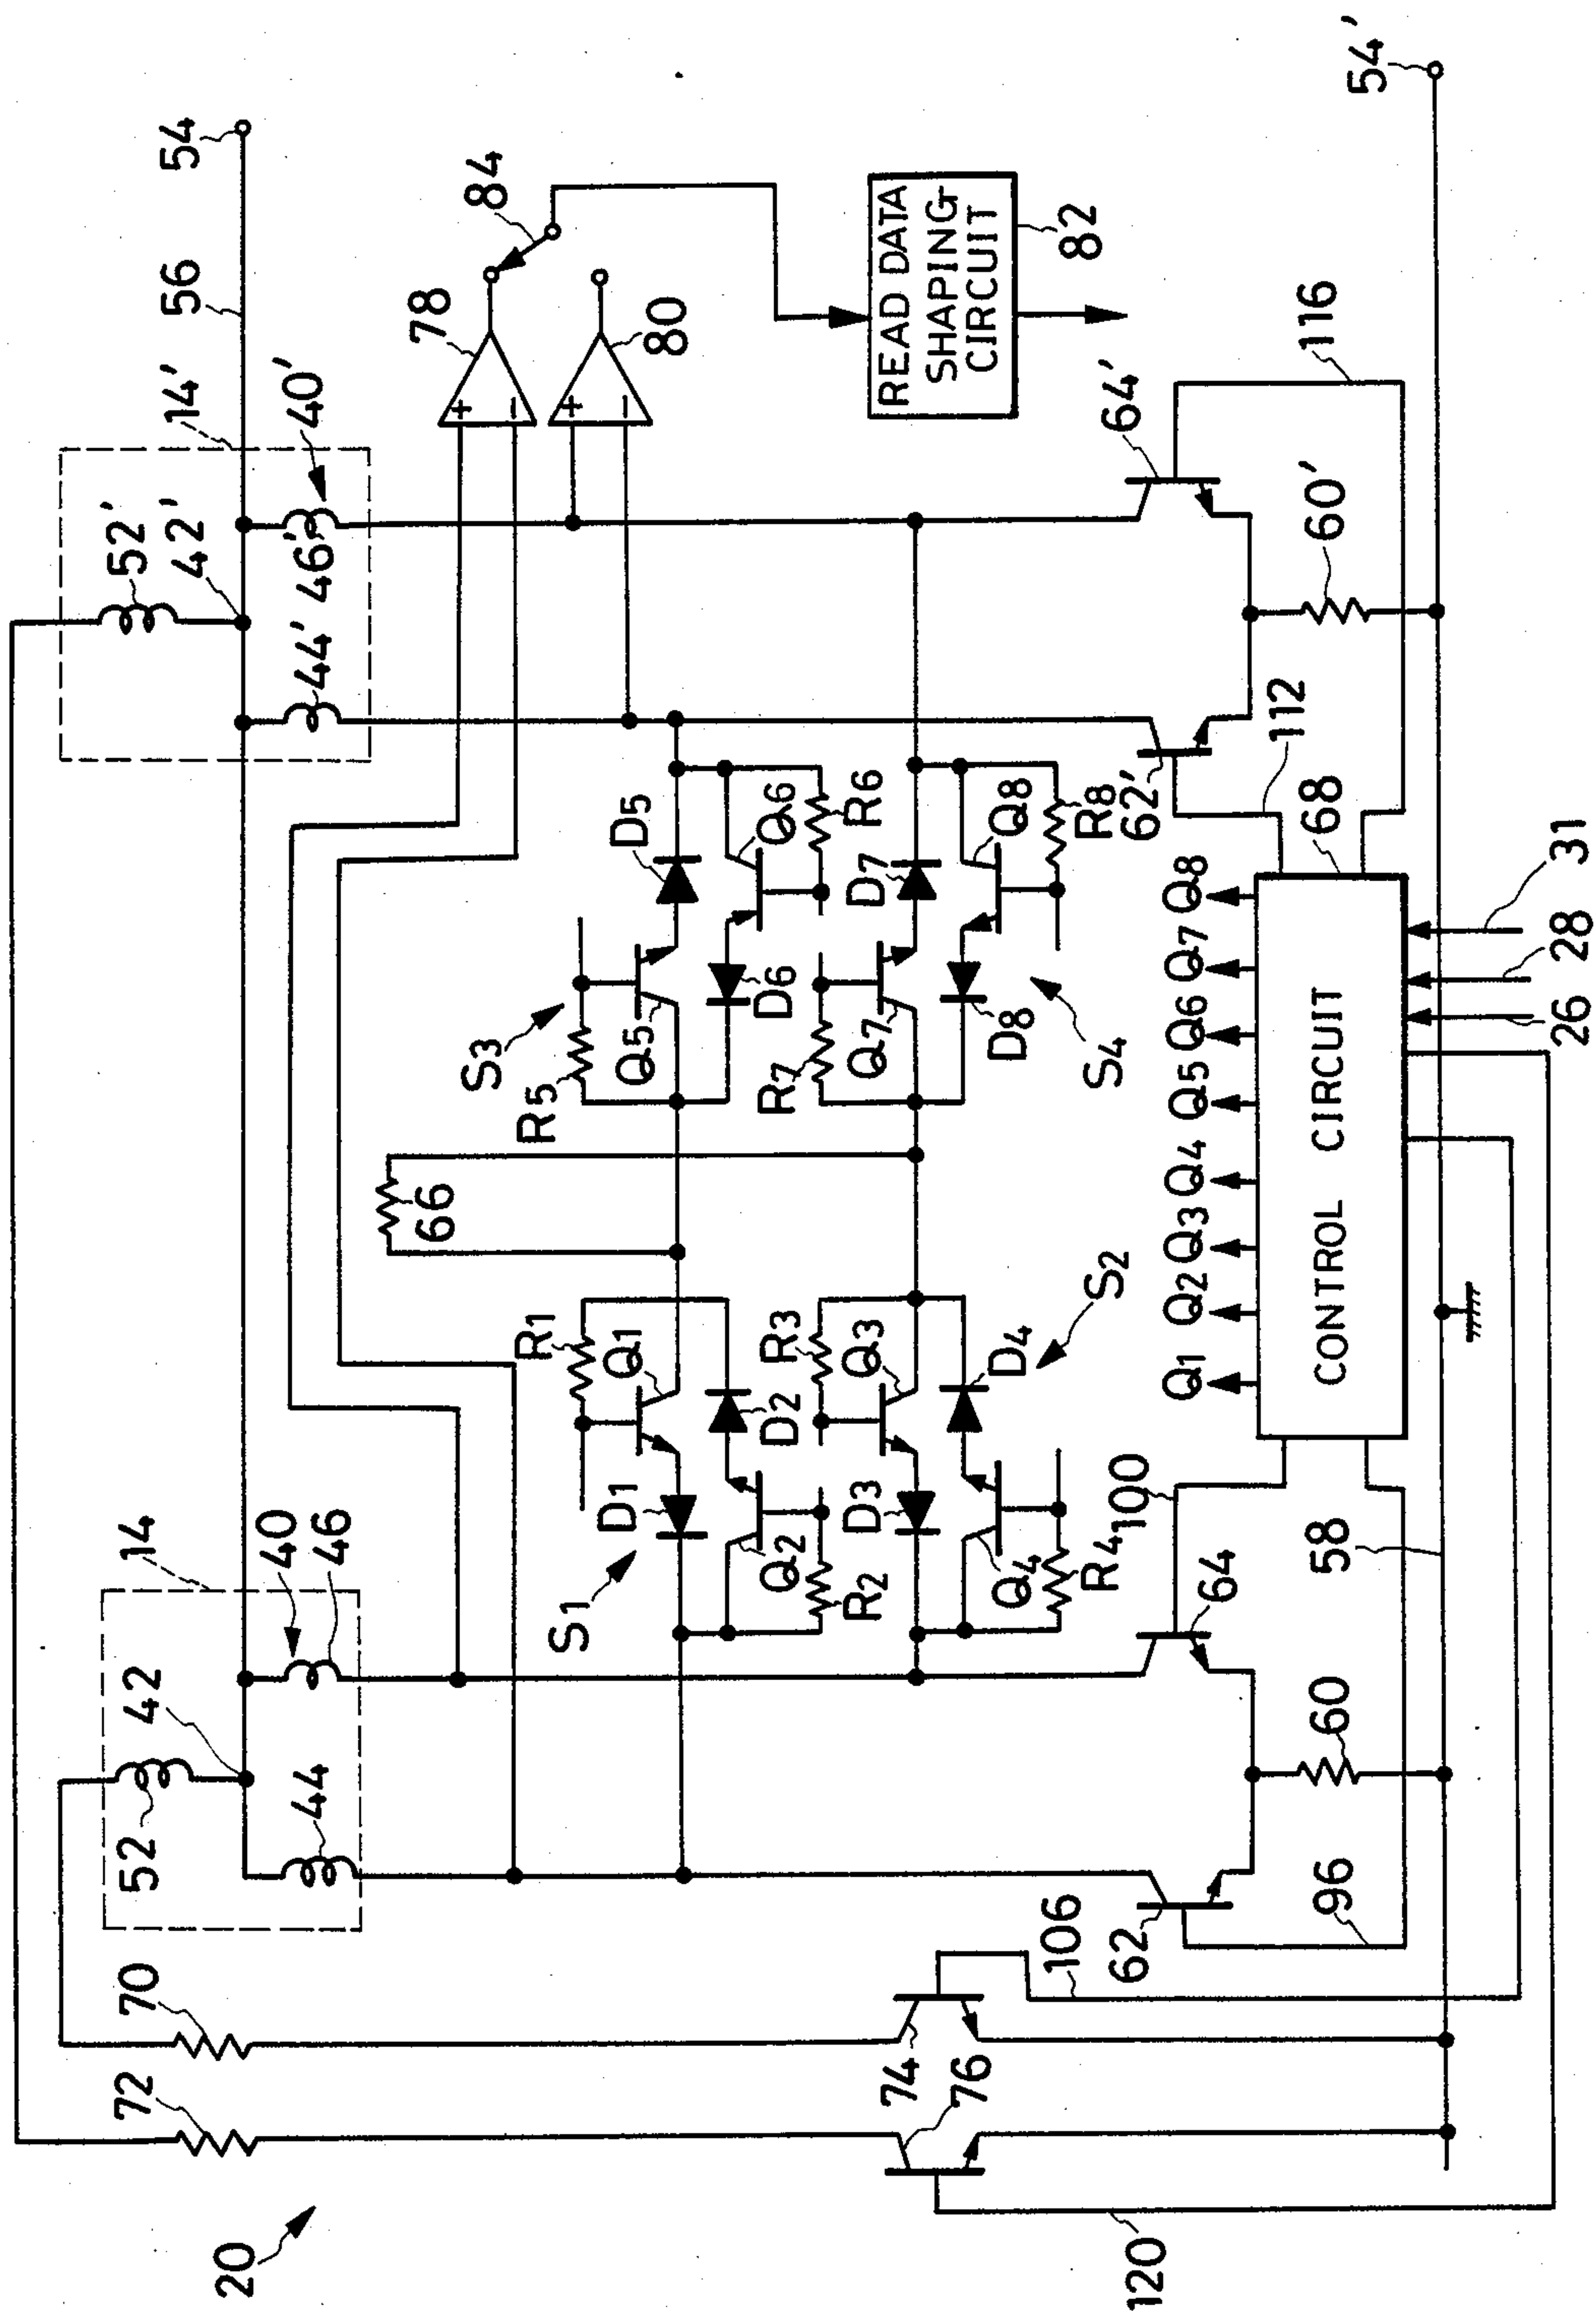 72
70
52
42
14
52'
42'
14'
56
54
20
44
40
46
44'
46'
40'
66
78
84
S1
R1
R5
S3
D1
Q1
Q5
D5
80
Q2
D2
D6
Q6
R2
R3
R7
R6
D3
Q3
Q7
D7
READ DATA
SHAPING
CIRCUIT
82
74
76
Q4
D4
D8
Q8
R4
S2
S4
R8
106
62
100
62'
64'
120
64
Q1
Q2
Q3
Q4
Q5
Q6
Q7
Q8
112
96
60
58
CONTROL CIRCUIT
68
60'
116
54'
26
28
31